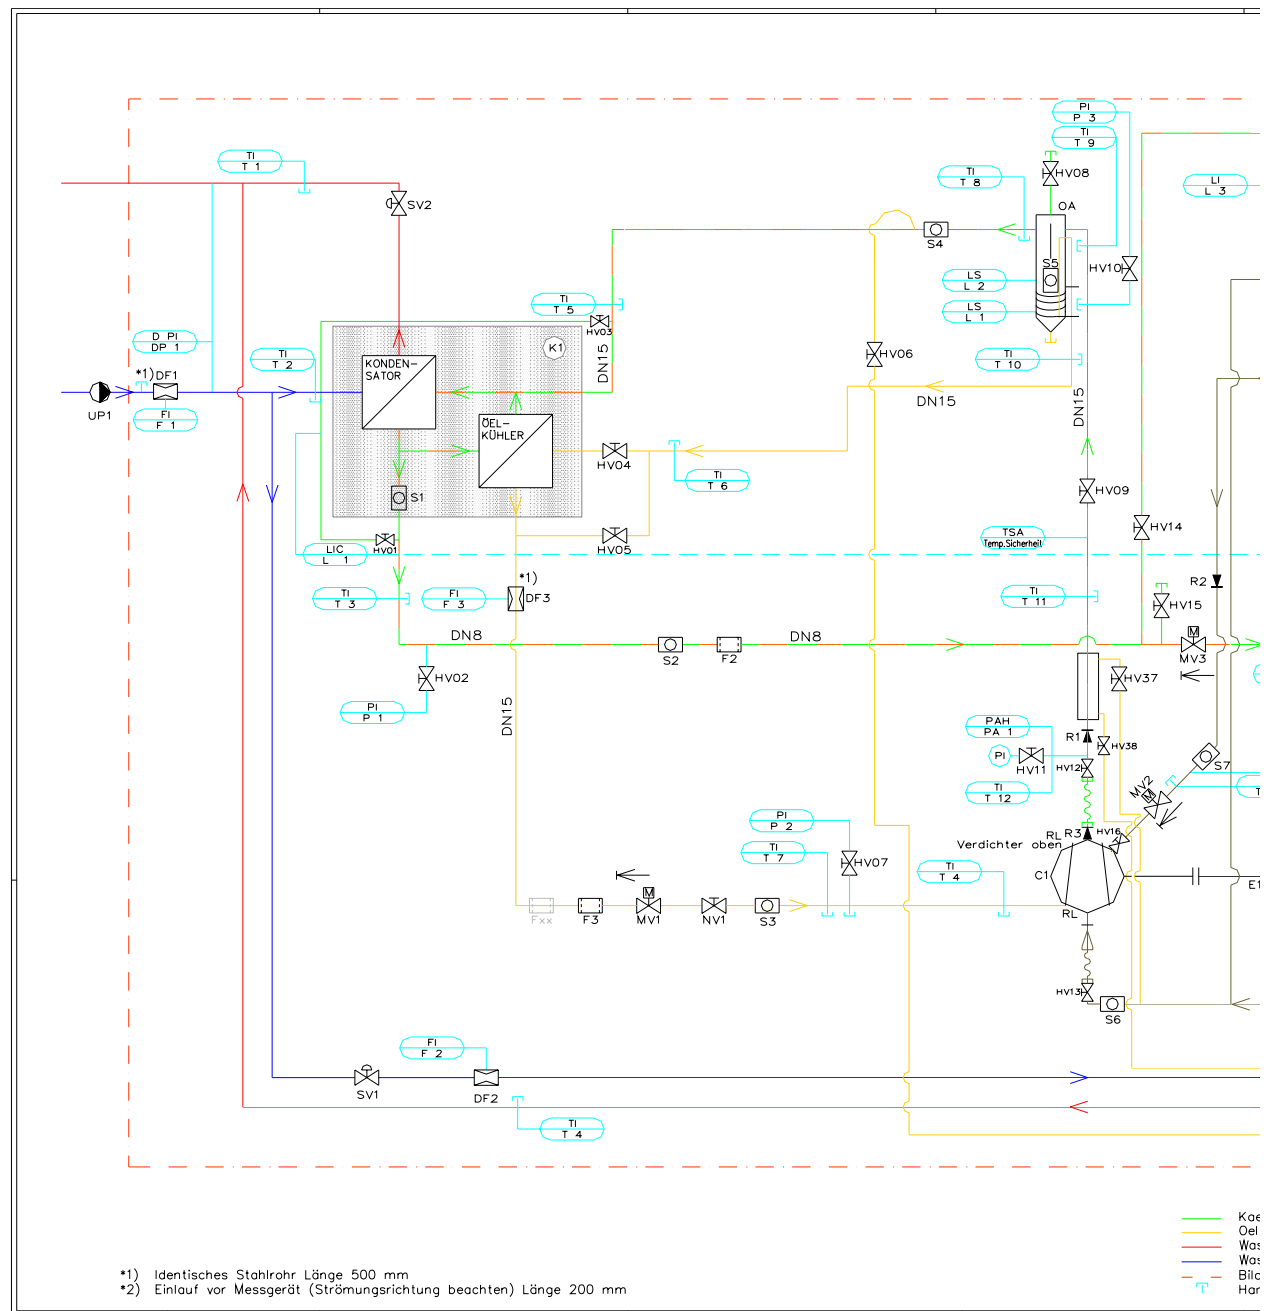 PI
P 3
TI
T 9
TI
T 1
TI
T 8
HV08
LI
L 3
SV2
OA
S4
S5
HV10
LS
L 2
TI
T 5
LS
L 1
HV03
K1
D PI
DP 1
TI
T 2
KONDEN-
SATOR
DN15
HV06
TI
T 10
*1)
DF1
UP1
FI
F 1
DN15
DN15
ÖEL-
KÜHLER
HV04
TI
T 6
S1
HV09
HV14
HV01
HV05
TSA
Temp.Sicherheit
LIC
L 1
*1)
R2
TI
T 3
FI
F 3
DF3
TI
T 11
HV15
DN8
DN8
S2
F2
M
MV3
HV02
HV37
PI
P 1
DN15
PAH
PA 1
R1
HV38
PI
HV11
HV12
S7
TI
T 12
MV2
M
T
PI
P 2
RL
R3
HV16
Verdichter oben
TI
T 7
HV07
TI
T 4
C1
E1
M
RL
Fxx
F3
MV1
NV1
S3
HV13
S6
FI
F 2
SV1
DF2
TI
T 4
Kae
Oel
Was
Was
Bilc
Har
*1) Identisches Stahlrohr Länge 500 mm
*2) Einlauf vor Messgerät (Strömungsrichtung beachten) Länge 200 mm